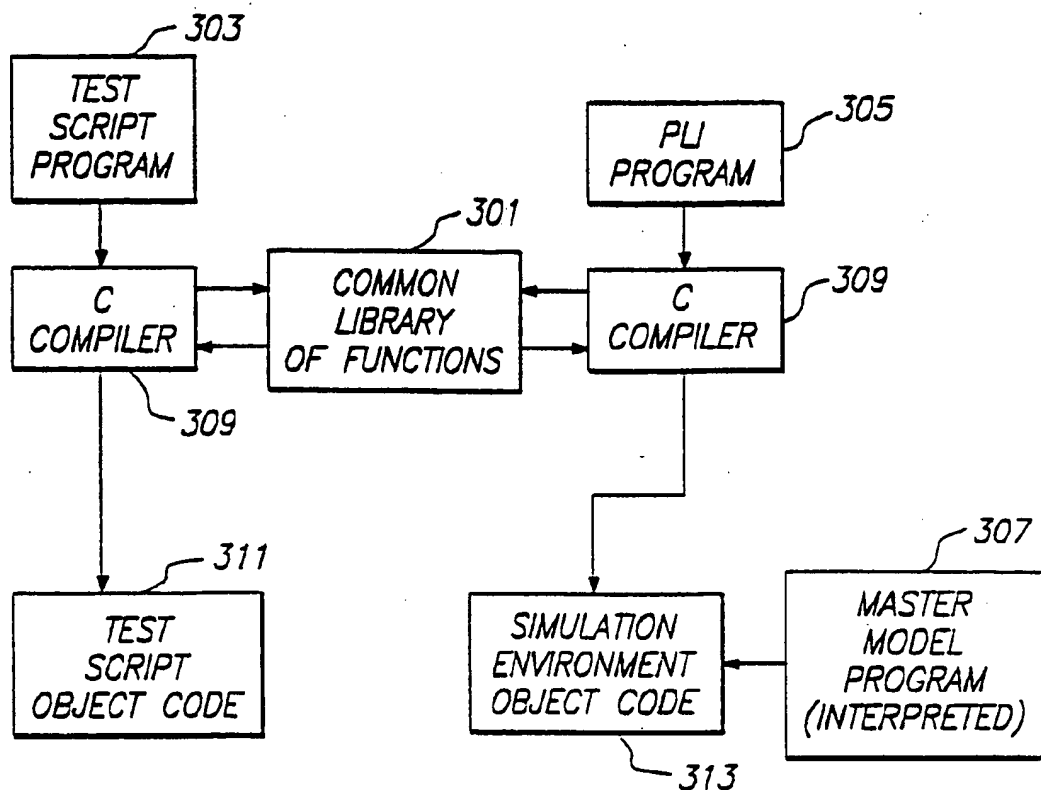 303
TEST
SCRIPT
PROGRAM
305
PLI
PROGRAM
301
C
COMPILER
COMMON
LIBRARY
OF FUNCTIONS
C
COMPILER
309
309
311
TEST
SCRIPT
OBJECT CODE
SIMULATION
ENVIRONMENT
OBJECT CODE
313
307
MASTER
MODEL
PROGRAM
(INTERPRETED)